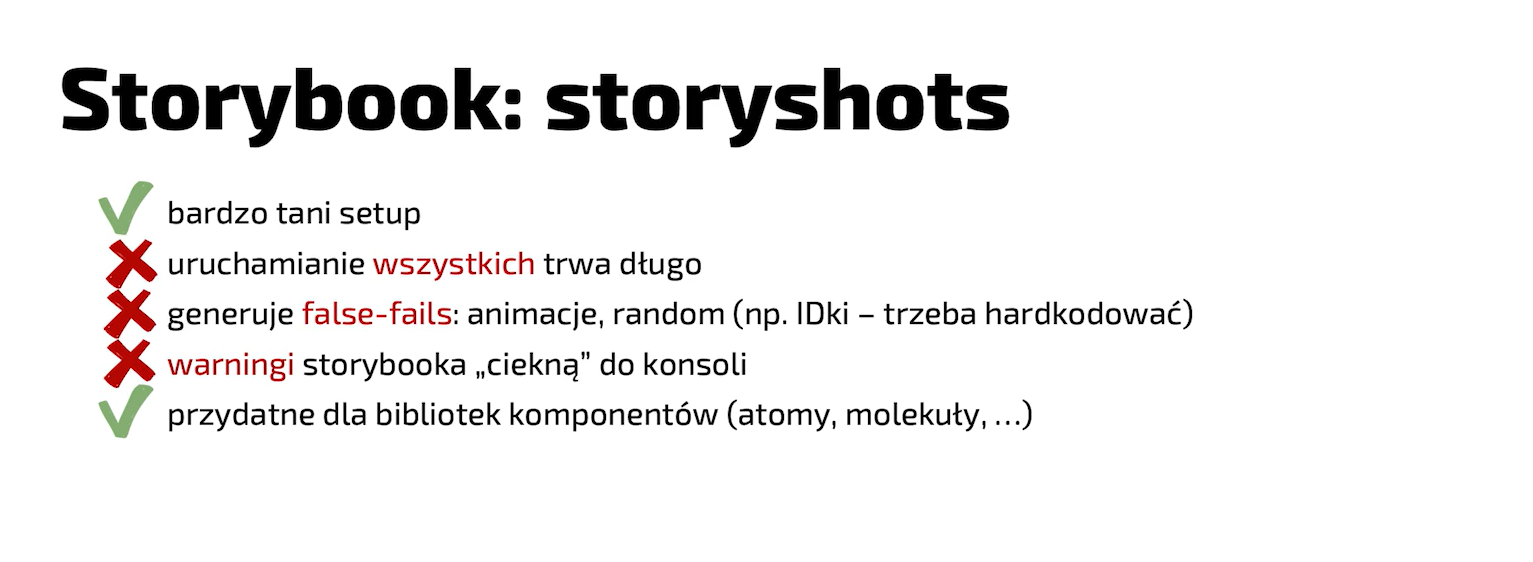 Storybook: storyshots
bardzo tani setup
uruchamianie wszystkich trwa długo
generuje false-fails: animacje, random (np. IDki – trzeba hardkodować)
warningi storybooka „ciekną” do konsoli
przydatne dla bibliotek komponentów (atomy, molekuły, …)